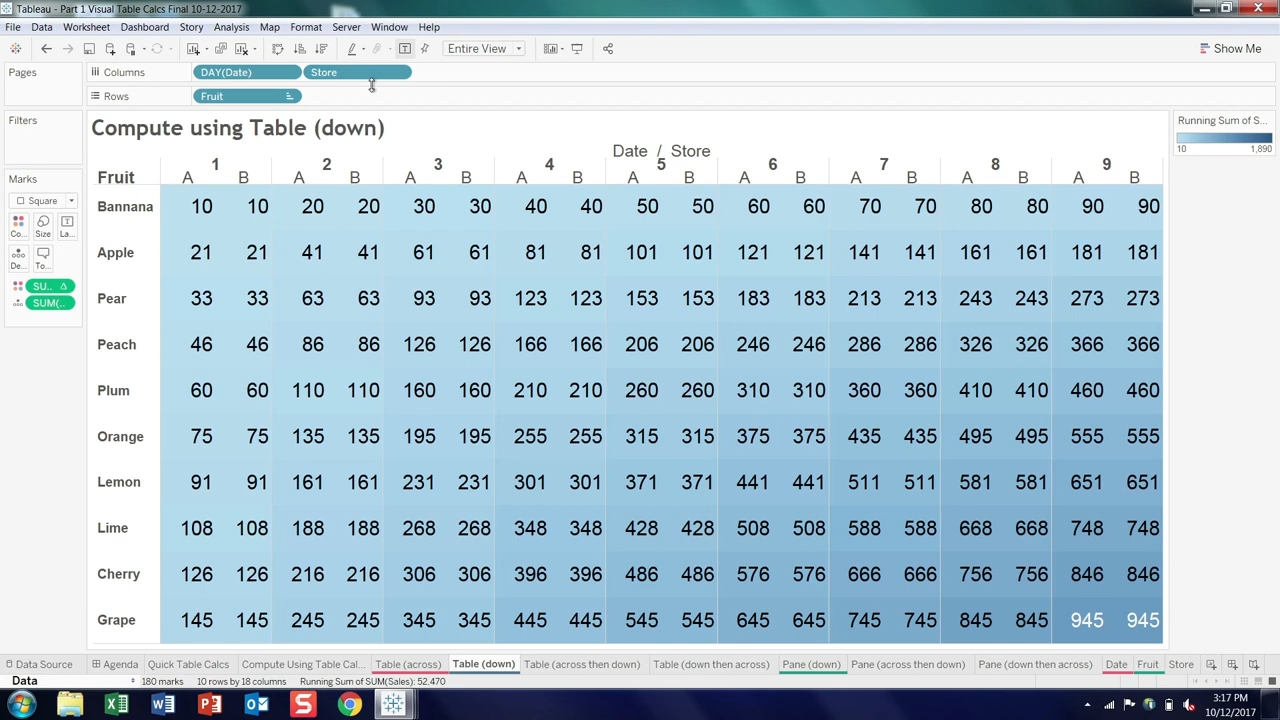 Tableau - Part 1 Visual Table Calcs Final 10-12-2017
File Data Worksheet Dashboard Story Analysis Map Format Server Window Help
Entire View Show Me
Pages Columns DAY(Date) Store
Rows Fruit
Filters Compute using Table (down) Running Sum of S...
10 1,890
Date / Store
1 2 3 4 5 6 7 8 9
Fruit A B A B A B A B A B A B A B A B A B
Marks
Square
Co... Size La...
De... To...
SU.. Δ
SUM(..
Bannana 10 10 20 20 30 30 40 40 50 50 60 60 70 70 80 80 90 90
Apple 21 21 41 41 61 61 81 81 101 101 121 121 141 141 161 161 181 181
Pear 33 33 63 63 93 93 123 123 153 153 183 183 213 213 243 243 273 273
Peach 46 46 86 86 126 126 166 166 206 206 246 246 286 286 326 326 366 366
Plum 60 60 110 110 160 160 210 210 260 260 310 310 360 360 410 410 460 460
Orange 75 75 135 135 195 195 255 255 315 315 375 375 435 435 495 495 555 555
Lemon 91 91 161 161 231 231 301 301 371 371 441 441 511 511 581 581 651 651
Lime 108 108 188 188 268 268 348 348 428 428 508 508 588 588 668 668 748 748
Cherry 126 126 216 216 306 306 396 396 486 486 576 576 666 666 756 756 846 846
Grape 145 145 245 245 345 345 445 445 545 545 645 645 745 745 845 845 945 945
Data Source Agenda Quick Table Calcs Compute Using Table Cal... Table (across) Table (down) Table (across then down) Table (down then across) Pane (down) Pane (across then down) Pane (down then across) Date Fruit Store
Data 180 marks 10 rows by 18 columns Running Sum of SUM(Sales): 52.470
3:17 PM
10/12/2017